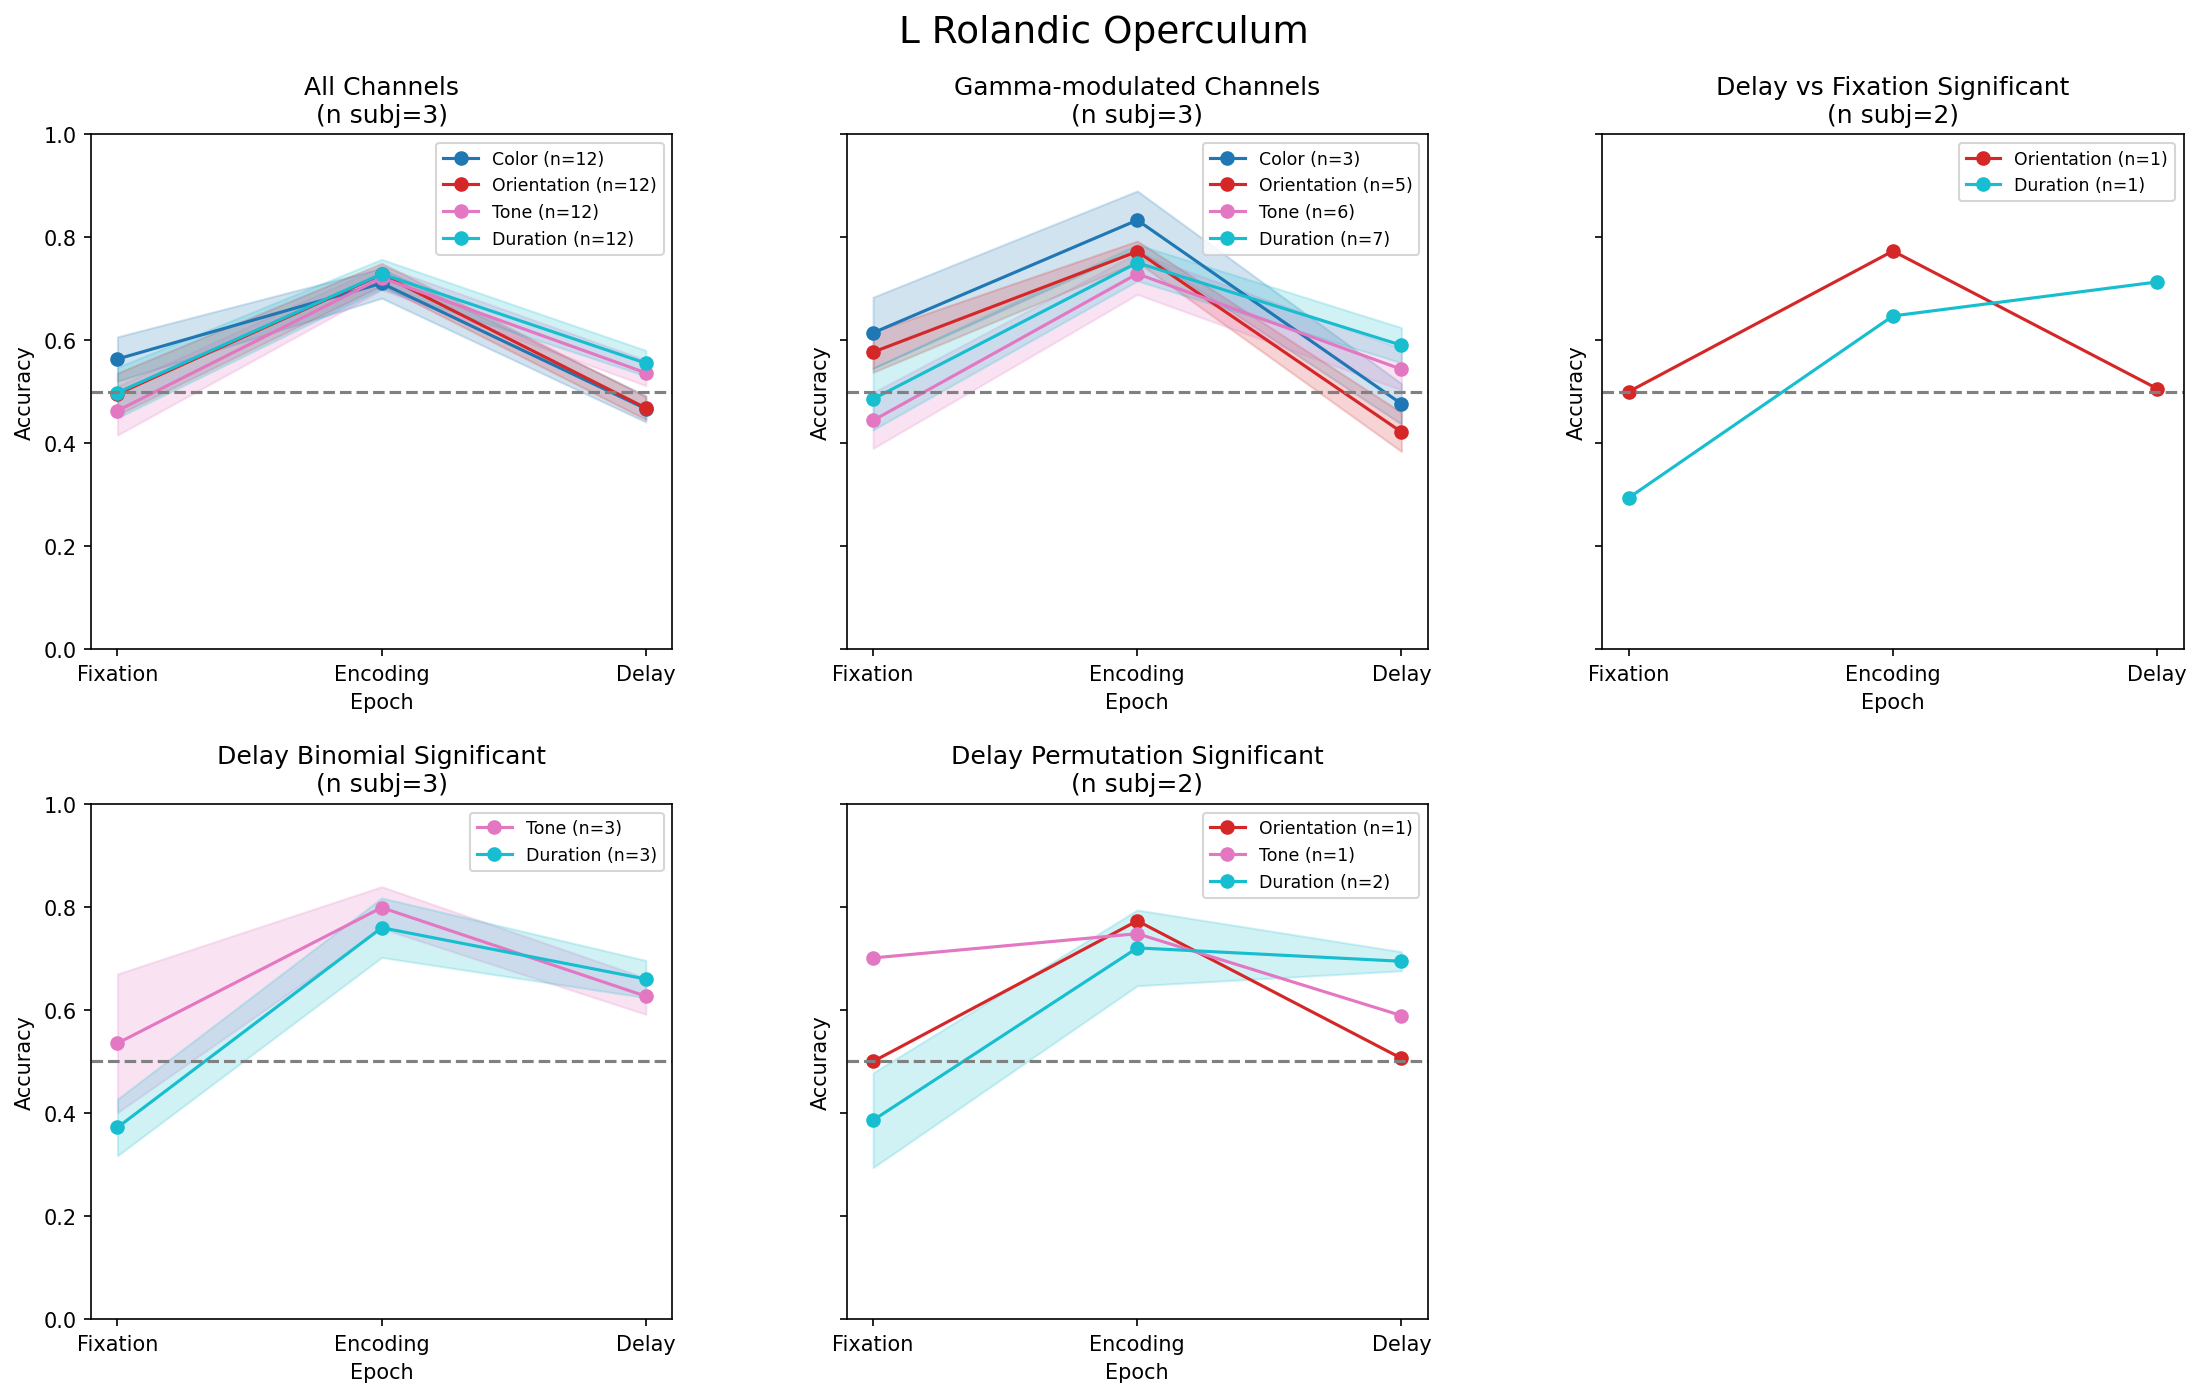 L Rolandic Operculum
All Channels
(n subj=3)
Color (n=12)
Orientation (n=12)
Tone (n=12)
Duration (n=12)
1.0
0.8
0.6
0.4
0.2
0.0
Accuracy
Fixation
Encoding
Delay
Epoch
Gamma-modulated Channels
(n subj=3)
Color (n=3)
Orientation (n=5)
Tone (n=6)
Duration (n=7)
Accuracy
Fixation
Encoding
Delay
Epoch
Delay vs Fixation Significant
(n subj=2)
Orientation (n=1)
Duration (n=1)
Accuracy
Fixation
Encoding
Delay
Epoch
Delay Binomial Significant
(n subj=3)
Tone (n=3)
Duration (n=3)
1.0
0.8
0.6
0.4
0.2
0.0
Accuracy
Fixation
Encoding
Delay
Epoch
Delay Permutation Significant
(n subj=2)
Orientation (n=1)
Tone (n=1)
Duration (n=2)
Accuracy
Fixation
Encoding
Delay
Epoch